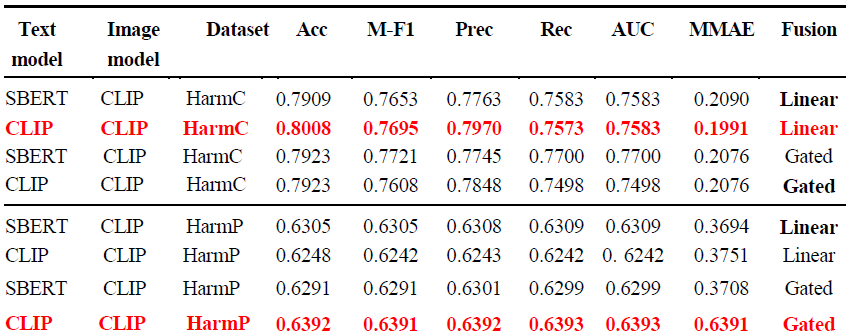 Text Image Dataset Acc M-F1 Prec Rec AUC MMAE Fusion
model model
SBERT CLIP HarmC 0.7909 0.7653 0.7763 0.7583 0.7583 0.2090 Linear
CLIP CLIP HarmC 0.8008 0.7695 0.7970 0.7573 0.7583 0.1991 Linear
SBERT CLIP HarmC 0.7923 0.7721 0.7745 0.7700 0.7700 0.2076 Gated
CLIP CLIP HarmC 0.7923 0.7608 0.7848 0.7498 0.7498 0.2076 Gated
SBERT CLIP HarmP 0.6305 0.6305 0.6308 0.6309 0.6309 0.3694 Linear
CLIP CLIP HarmP 0.6248 0.6242 0.6243 0.6242 0. 6242 0.3751 Linear
SBERT CLIP HarmP 0.6291 0.6291 0.6301 0.6299 0.6299 0.3708 Gated
CLIP CLIP HarmP 0.6392 0.6391 0.6392 0.6393 0.6393 0.6391 Gated